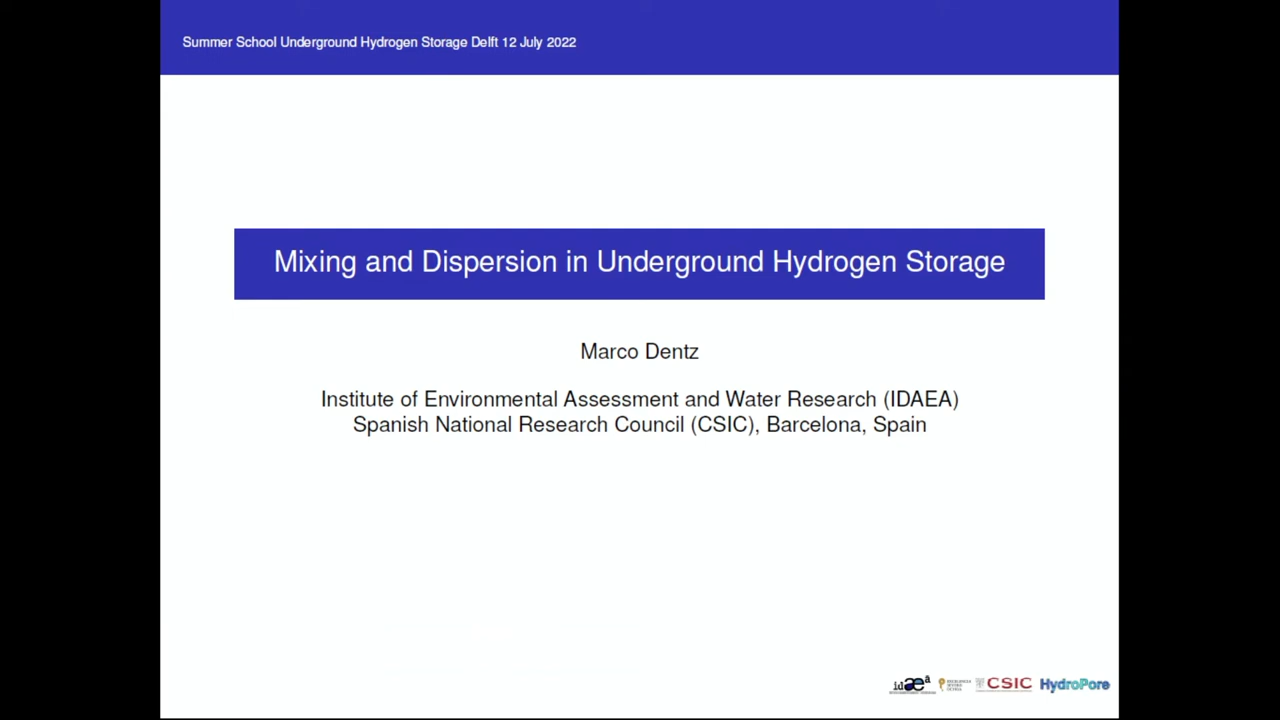 Summer School Underground Hydrogen Storage Delft 12 July 2022
Mixing and Dispersion in Underground Hydrogen Storage
Marco Dentz
Institute of Environmental Assessment and Water Research (IDAEA)
Spanish National Research Council (CSIC), Barcelona, Spain
idæa CSIC HydroPore